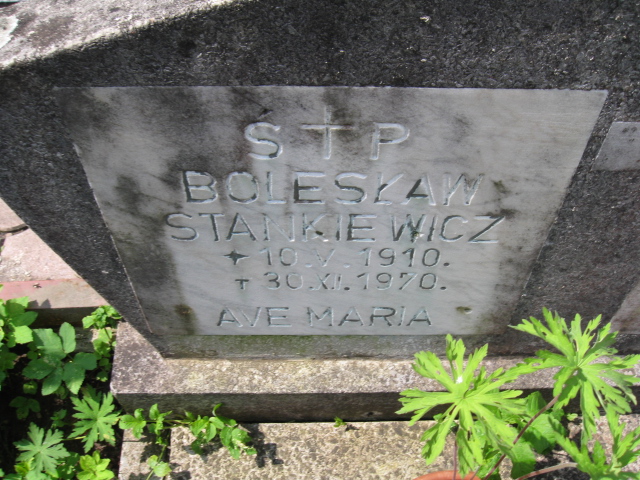 S † P
BOLESŁAW
STANKIEWICZ
✦ 10.V.1910.
† 30.XI.1970.
AVE MARIA